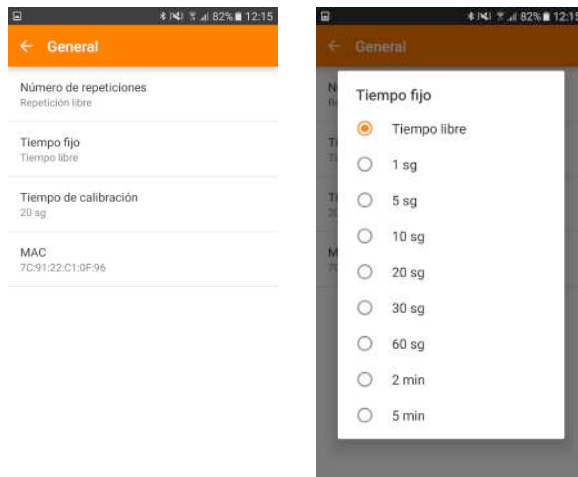 82% 12:15
← General
Número de repeticiones
Repetición libre
Tiempo fijo
Tiempo libre
Tiempo de calibración
20 sg
MAC
7C:91:22:C1:0F:96
82% 12:15
← General
Tiempo fijo
Tiempo libre
1 sg
5 sg
10 sg
20 sg
30 sg
60 sg
2 min
5 min